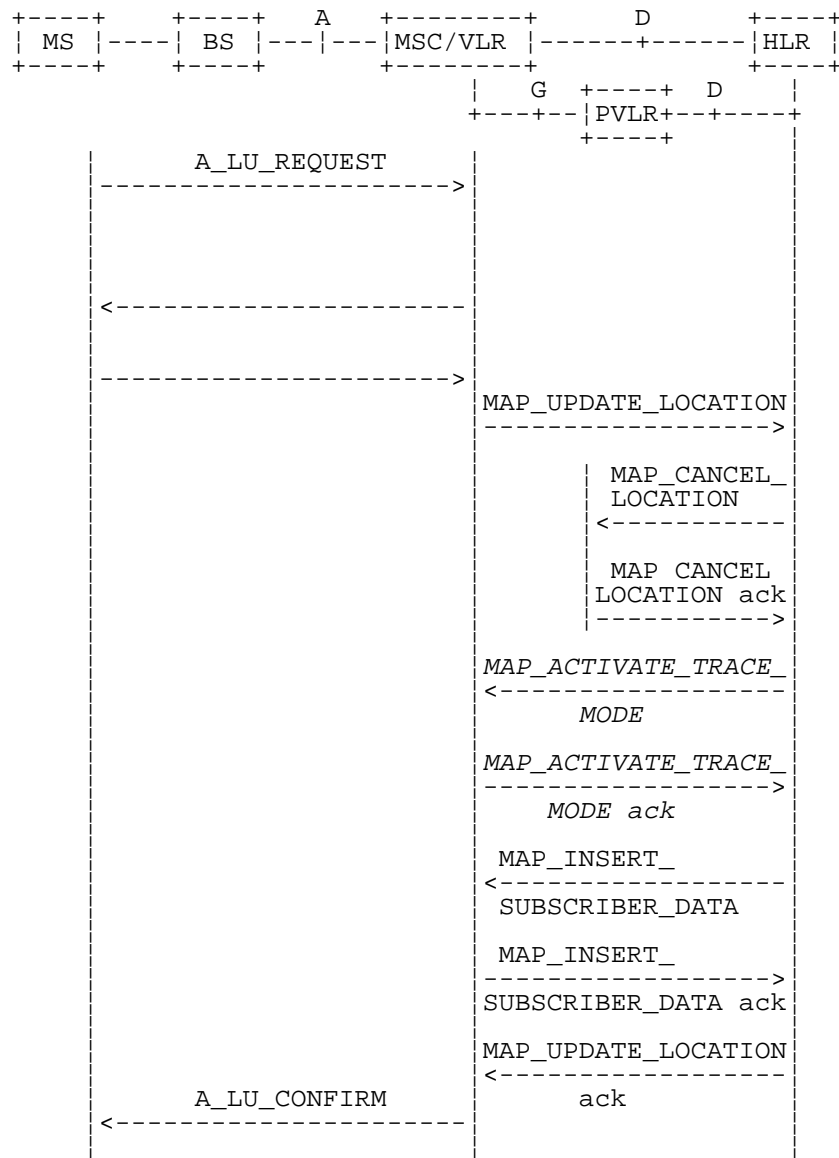 A D
MS BS MSC/VLR HLR
G D
PVLR
A_LU_REQUEST
MAP_UPDATE_LOCATION
MAP_CANCEL_
LOCATION
MAP CANCEL
LOCATION ack
MAP_ACTIVATE_TRACE_
MODE
MAP_ACTIVATE_TRACE_
MODE ack
MAP_INSERT_
SUBSCRIBER_DATA
MAP_INSERT_
SUBSCRIBER_DATA ack
MAP_UPDATE_LOCATION
A_LU_CONFIRM ack